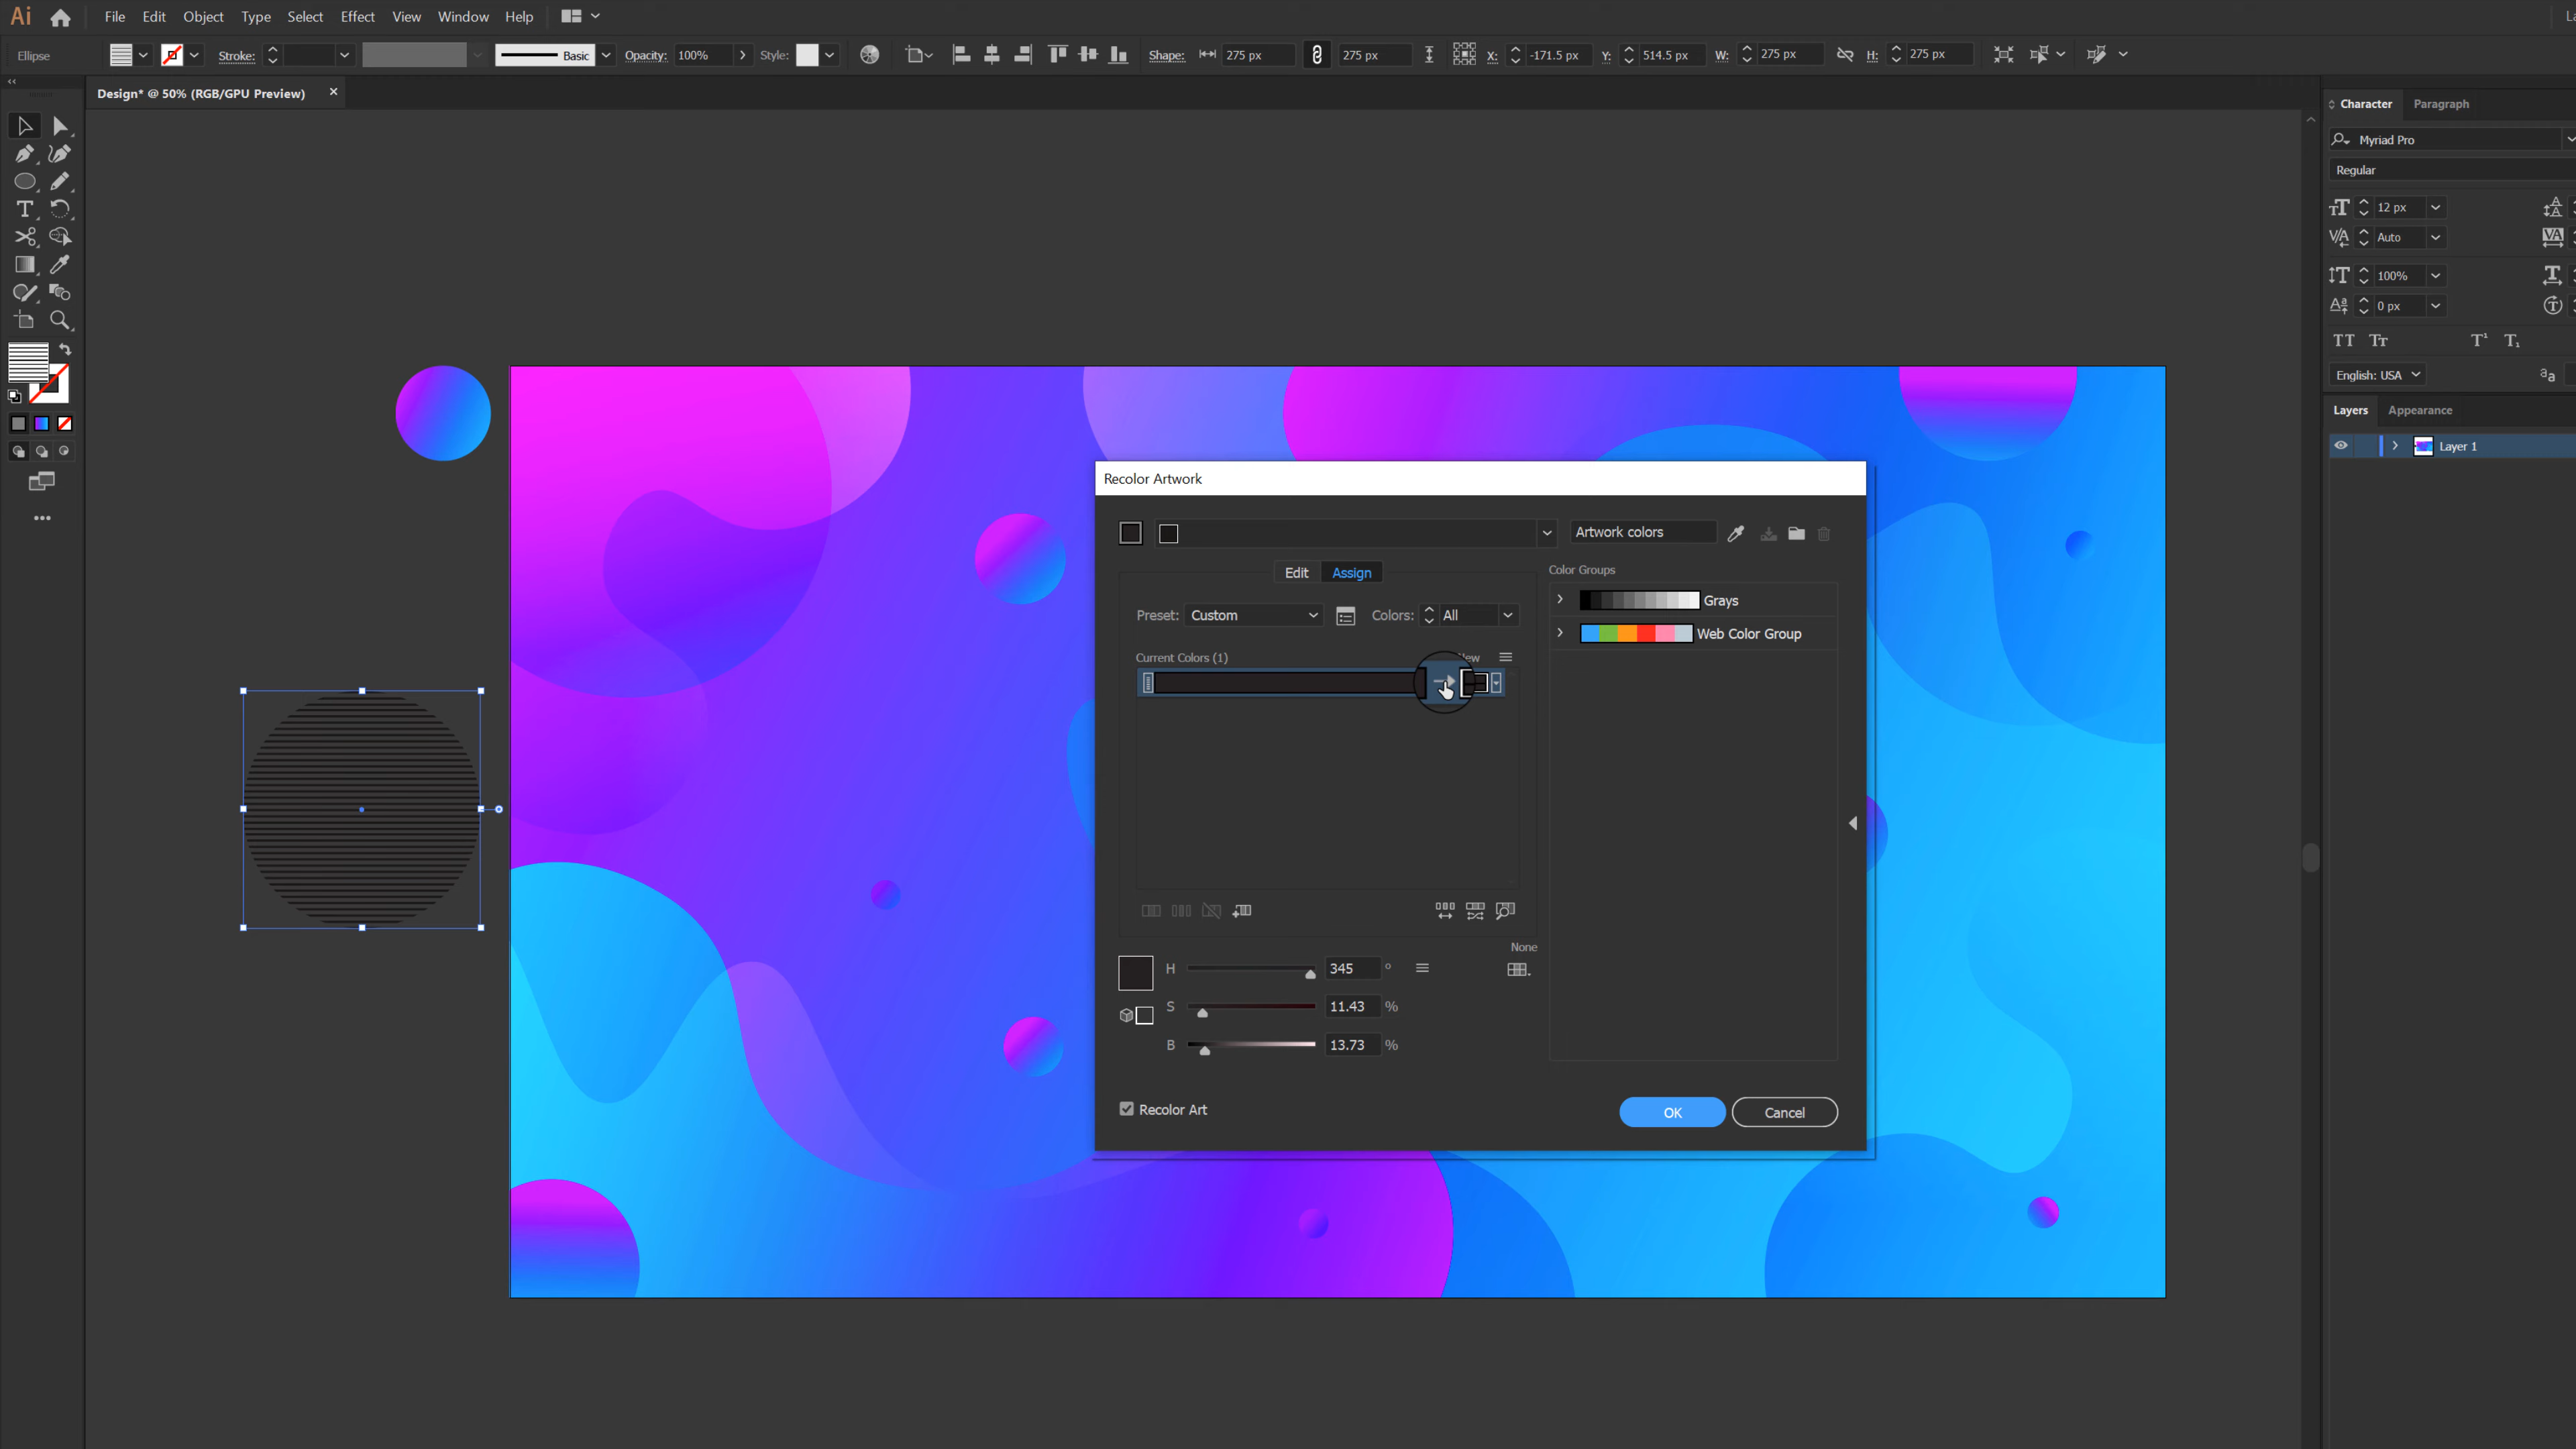 Ai File Edit Object Type Select Effect View Window Help
Ellipse Stroke: Basic Opacity: 100% Style: Shape: 275 px 275 px X: -171.5 px Y: 514.5 px W: 275 px H: 275 px
Design* @ 50% (RGB/GPU Preview)
Character Paragraph
Myriad Pro
Regular
12 px
Auto
100%
0 px
English: USA
Layers Appearance
Layer 1
Recolor Artwork
Artwork colors
Edit Assign
Color Groups
Grays
Web Color Group
Preset: Custom Colors: All
Current Colors (1)
None
H 345 °
S 11.43 %
B 13.73 %
Recolor Art
OK Cancel